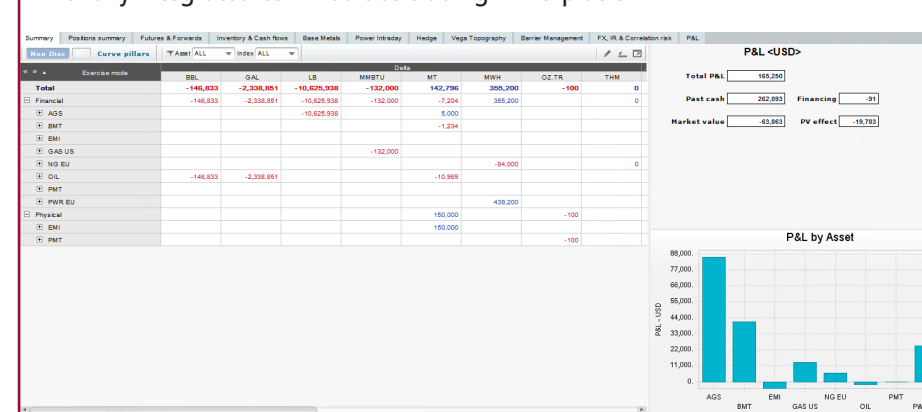 Summary Positions summary Futures & Forwards Inventory & Cash flows Base Metals Power Intraday Hedge Vega Topography Barrier Management FX, IR & Correlation risk P&L
Non Disc Curve pillars Asset ALL Index ALL
Exercise mode Delta
BBL GAL LB MMBTU MT MWH OZ.TR THM
Total -146,833 -2,338,851 -10,625,938 -132,000 142,796 355,200 -100 0
Financial -146,833 -2,338,851 -10,625,938 -132,000 -7,204 355,200 0
AGS -10,625,938 5,000
BMT -1,234
EMI
GAS US -132,000
NG EU -84,000 0
OIL -146,833 -2,338,851 -10,969
PMT
PWR EU 439,200
Physical 150,000 -100
EMI 150,000
PMT -100
P&L <USD>
Total P&L 165,250
Past cash 262,093 Financing -91
Market value -63,863 PV effect -19,783
P&L by Asset
P&L - USD
88,000.
77,000.
66,000.
55,000.
44,000.
33,000.
22,000.
11,000.
0.
AGS EMI NG EU PMT
BMT GAS US OIL